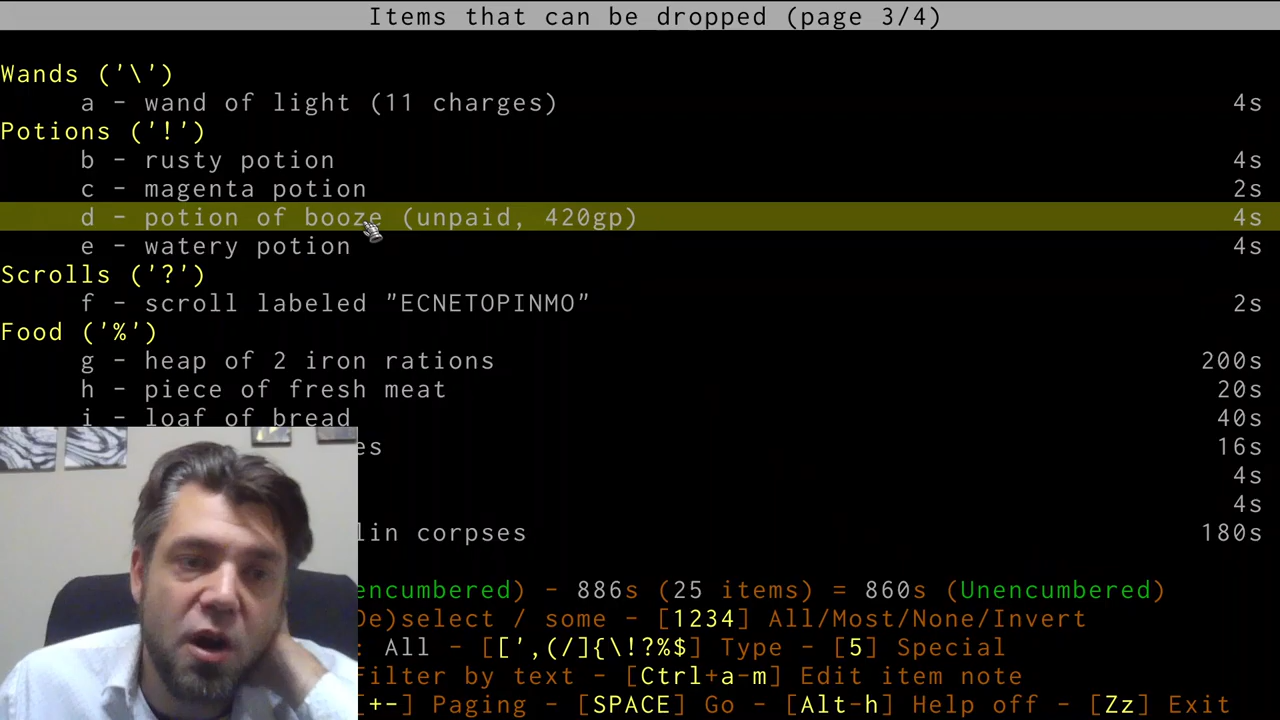 Items that can be dropped (page 3/4)
Wands ('\')
a - wand of light (11 charges) 4s
Potions ('!')
b - rusty potion 4s
c - magenta potion 2s
d - potion of booze (unpaid, 420gp) 4s
e - watery potion 4s
Scrolls ('?')
f - scroll labeled "ECNETOPINMO" 2s
Food ('%')
g - heap of 2 iron rations 200s
h - piece of fresh meat 20s
i - loaf of bread 40s
es 16s
4s
4s
lin corpses 180s
encumbered) - 886s (25 items) = 860s (Unencumbered)
De)select / some - [1234] All/Most/None/Invert
: All - [[',(/]{\!?%$] Type - [5] Special
Filter by text - [Ctrl+a-m] Edit item note
[+-] Paging - [SPACE] Go - [Alt-h] Help off - [Zz] Exit